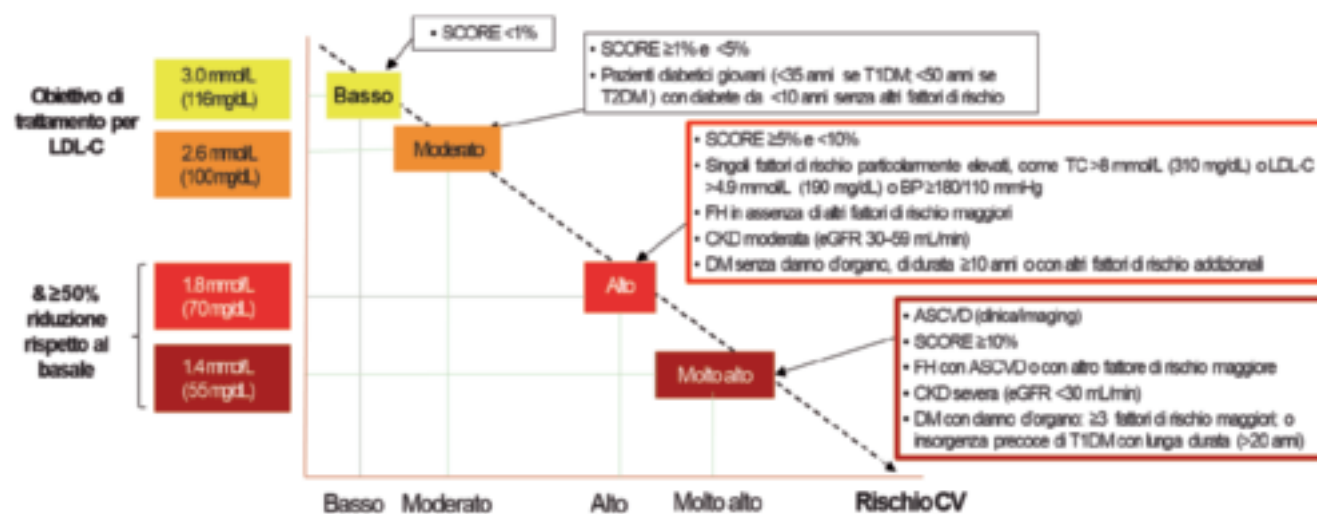 Obiettivo di
trattamento per
LDL-C
3.0 mmol/L
(116mg/dL)
2.6 mmol/L
(100mg/dL)
& ≥50%
riduzione
rispetto al
basale
1.8 mmol/L
(70mg/dL)
1.4 mmol/L
(55mg/dL)
Basso
Moderato
Alto
Molto alto
• SCORE <1%
• SCORE ≥1% e <5%
• Pazienti diabetici giovani (<35 anni se T1DM; <50 anni se
T2DM ) con diabete da <10 anni senza altri fattori di rischio
• SCORE ≥5% e <10%
• Singoli fattori di rischio particolarmente elevati, come TC >8 mmol/L (310 mg/dL) o LDL-C
>4.9 mmol/L (190 mg/dL) o BP ≥180/110 mmHg
• FH in assenza di altri fattori di rischio maggiori
• CKD moderata (eGFR 30–59 mL/min)
• DM senza danno d'organo, di durata ≥10 anni o con altri fattori di rischio addizionali
• ASCVD (clinica/imaging)
• SCORE ≥10%
• FH con ASCVD o con altro fattore di rischio maggiore
• CKD severa (eGFR <30 mL/min)
• DM con danno d'organo: ≥3 fattori di rischio maggiori; o
insorgenza precoce di T1DM con lunga durata (>20 anni)
Basso Moderato Alto Molto alto Rischio CV